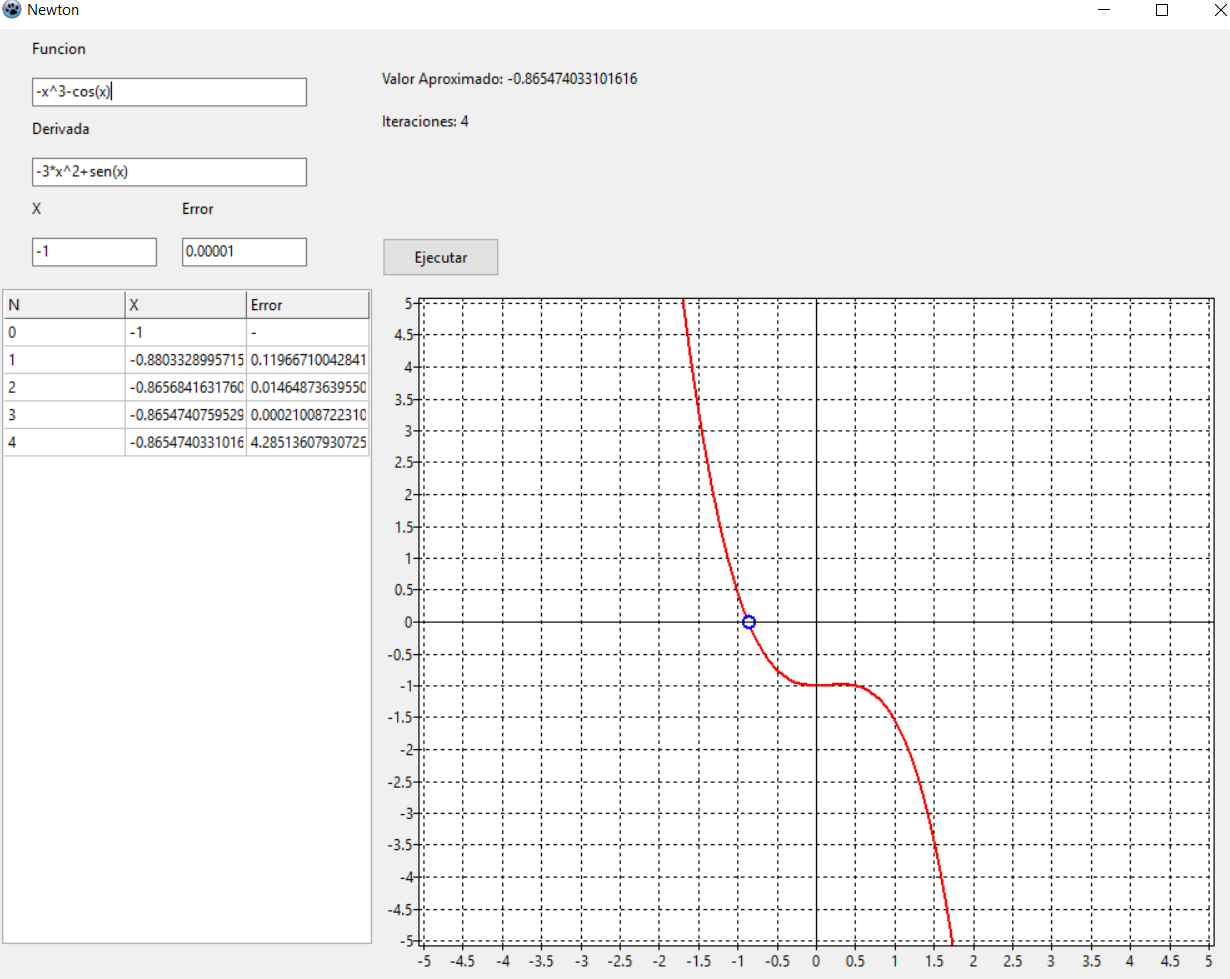 Newton
Funcion
-x^3-cos(x)
Derivada
-3*x^2+sen(x)
X Error
-1 0.00001
Valor Aproximado: -0.865474033101616
Iteraciones: 4
Ejecutar
N X Error
0 -1 -
1 -0.8803328995715 0.11966710042841
2 -0.8656841631760 0.01464873639550
3 -0.8654740759529 0.00021008722310
4 -0.8654740331016 4.28513607930725
5
4.5
4
3.5
3
2.5
2
1.5
1
0.5
0
-0.5
-1
-1.5
-2
-2.5
-3
-3.5
-4
-4.5
-5
-5 -4.5 -4 -3.5 -3 -2.5 -2 -1.5 -1 -0.5 0 0.5 1 1.5 2 2.5 3 3.5 4 4.5 5